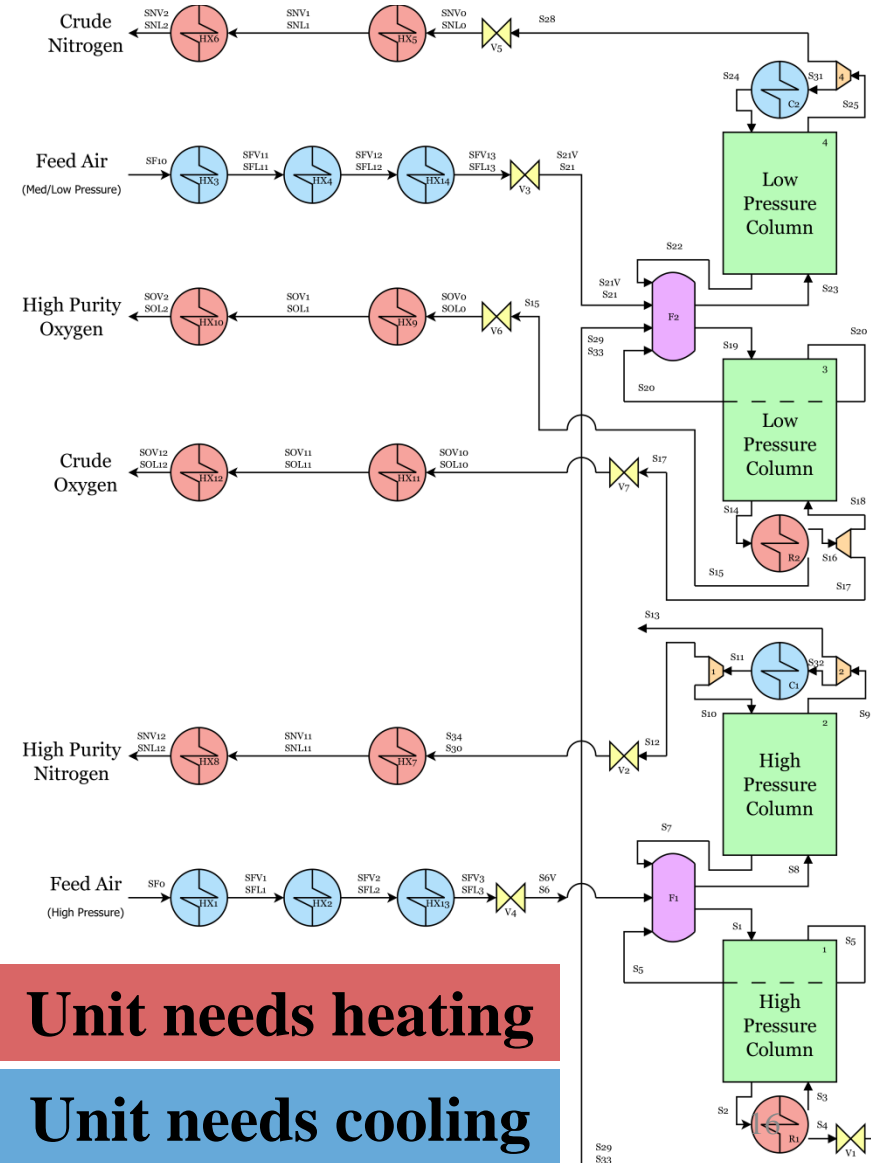 Crude
Nitrogen
SNV2
SNL2
HX6
SNV1
SNL1
HX5
SNV0
SNL0
V5
S28
S24
C2
S31
4
S25
4
Low
Pressure
Column
Feed Air
(Med/Low Pressure)
SF10
HX3
SFV11
SFL11
HX4
SFV12
SFL12
HX14
SFV13
SFL13
V3
S21V
S21
S22
S21V
S21
F2
S23
High Purity
Oxygen
SOV2
SOL2
HX10
SOV1
SOL1
HX9
SOV0
SOL0
V6
S15
S29
S33
S19
S20
S20
3
Low
Pressure
Column
Crude
Oxygen
SOV12
SOL12
HX12
SOV11
SOL11
HX11
SOV10
SOL10
V7
S17
S14
R2
S16
S18
S15
S17
S13
S11
S32
1
C1
2
S10
S9
High Purity
Nitrogen
SNV12
SNL12
HX8
SNV11
SNL11
HX7
S34
S30
V2
S12
2
High
Pressure
Column
S7
S8
Feed Air
(High Pressure)
SF0
HX1
SFV1
SFL1
HX2
SFV2
SFL2
HX13
SFV3
SFL3
V4
S6V
S6
F1
S1
S5
S5
1
High
Pressure
Column
Unit needs heating
Unit needs cooling
S2
S3
16
R1
S4
V1
S29
S33